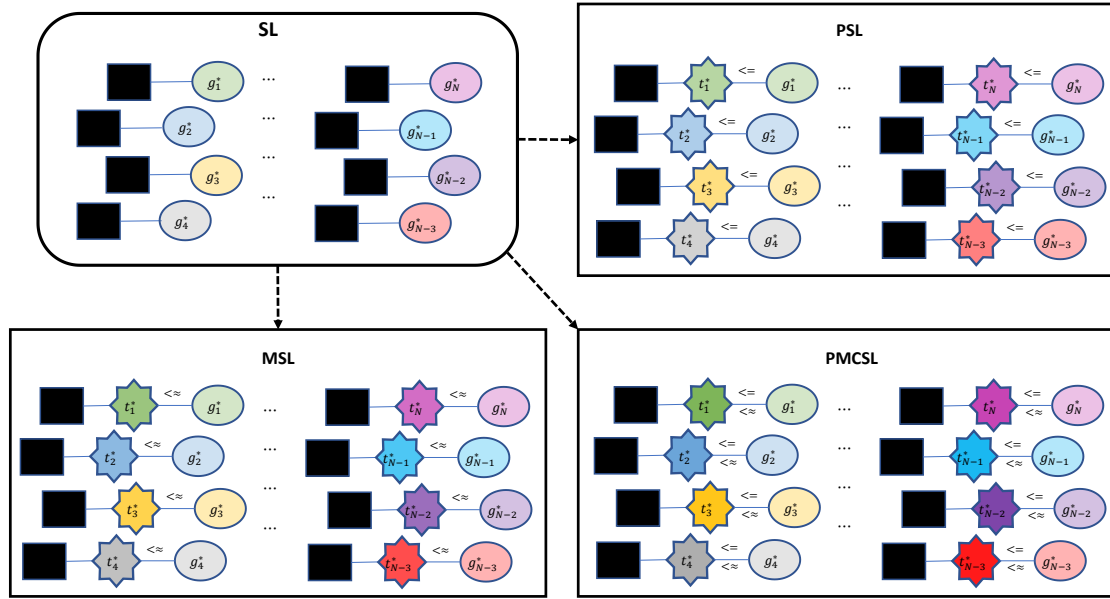 SL
g*1 ... g*N
g*2 ... g*N−1
g*3 ... g*N−2
g*4 ... g*N−3
PSL
t*1 <= g*1 ... t*N <= g*N
t*2 <= g*2 ... t*N−1 <= g*N−1
t*3 <= g*3 ... t*N−2 <= g*N−2
t*4 <= g*4 ... t*N−3 <= g*N−3
MSL
t*1 <≈ g*1 ... t*N <≈ g*N
t*2 <≈ g*2 ... t*N−1 <≈ g*N−1
t*3 <≈ g*3 ... t*N−2 <≈ g*N−2
t*4 <≈ g*4 t*N−3 <≈ g*N−3
PMCSL
t*1 <= <≈ g*1 ... t*N <= <≈ g*N
t*2 <= <≈ g*2 ... t*N−1 <= <≈ g*N−1
t*3 <= <≈ g*3 ... t*N−2 <= <≈ g*N−2
t*4 <= <≈ g*4 t*N−3 <= <≈ g*N−3